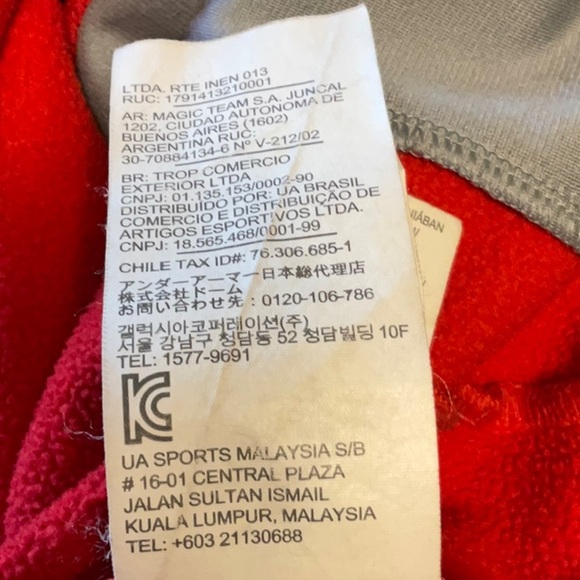 LTDA. RTE INEN 013
RUC: 1791413210001
AR: MAGIC TEAM S.A. JUNCAL
1202, CIUDAD AUTONOMA DE
BUENOS AIRES (1602)
ARGENTINA RUC:
30-70884134-6 Nº V-212/02
BR: TROP COMERCIO
EXTERIOR LTDA
CNPJ: 01.135.153/0002-90
DISTRIBUIDO POR: UA BRASIL
COMERCIO E DISTRIBUIÇÃO DE
ARTIGOS ESPORTIVOS LTDA.
CNPJ: 18.565.468/0001-99
CHILE TAX ID#: 76.306.685-1
アンダーアーマー日本総代理店
株式会社ドーム
お問い合わせ先：0120-106-786
갤럭시아코퍼레이션(주)
서울 강남구 청담동 52 청담빌딩 10F
TEL: 1577-9691
KC
UA SPORTS MALAYSIA S/B
# 16-01 CENTRAL PLAZA
JALAN SULTAN ISMAIL
KUALA LUMPUR, MALAYSIA
TEL: +603 21130688